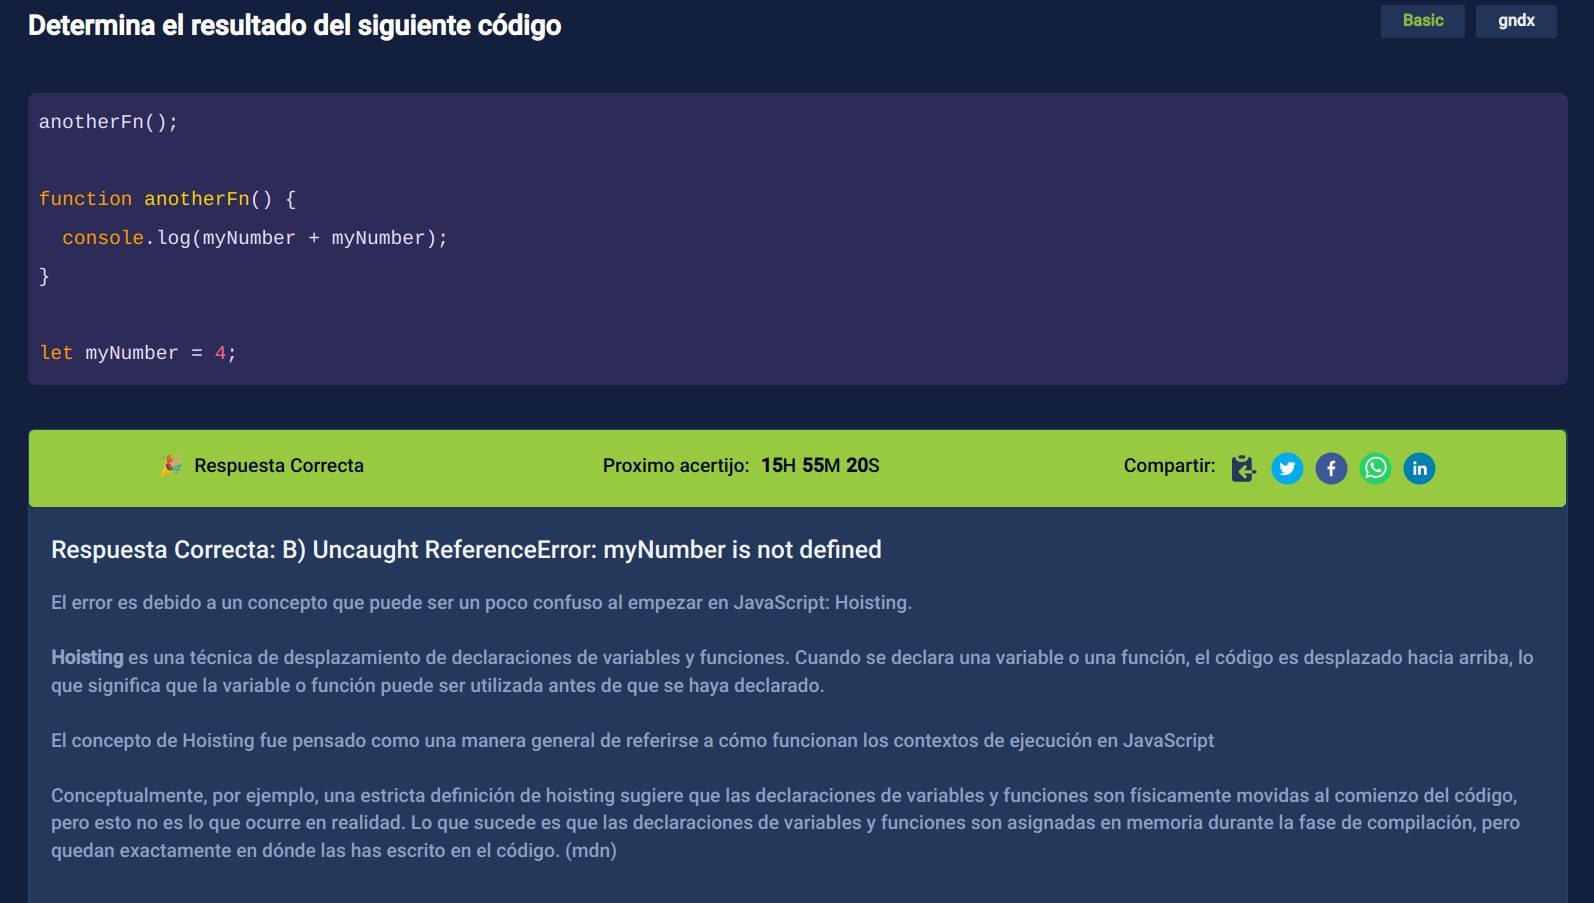 Determina el resultado del siguiente código
Basic
gndx
anotherFn();
function anotherFn() {
  console.log(myNumber + myNumber);
}
let myNumber = 4;
Respuesta Correcta
Proximo acertijo: 15H 55M 20S
Compartir:
Respuesta Correcta: B) Uncaught ReferenceError: myNumber is not defined
El error es debido a un concepto que puede ser un poco confuso al empezar en JavaScript: Hoisting.
Hoisting es una técnica de desplazamiento de declaraciones de variables y funciones. Cuando se declara una variable o una función, el código es desplazado hacia arriba, lo
que significa que la variable o función puede ser utilizada antes de que se haya declarado.
El concepto de Hoisting fue pensado como una manera general de referirse a cómo funcionan los contextos de ejecución en JavaScript
Conceptualmente, por ejemplo, una estricta definición de hoisting sugiere que las declaraciones de variables y funciones son físicamente movidas al comienzo del código,
pero esto no es lo que ocurre en realidad. Lo que sucede es que las declaraciones de variables y funciones son asignadas en memoria durante la fase de compilación, pero
quedan exactamente en dónde las has escrito en el código. (mdn)